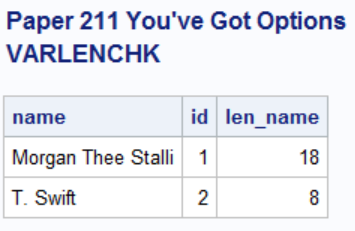 Paper 211 You've Got Options
VARLENCHK
name id len_name
Morgan Thee Stalli 1 18
T. Swift 2 8